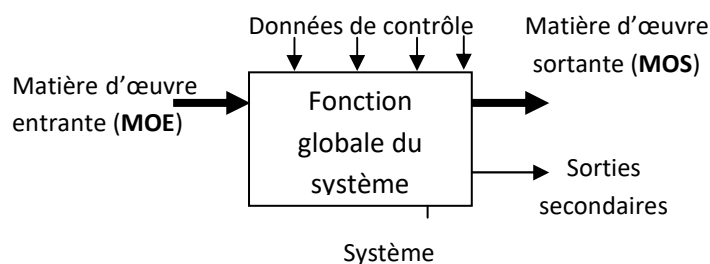 Données de contrôle
Matière d'œuvre
sortante (MOS)
Matière d'œuvre
entrante (MOE)
Fonction
globale du
système
Sorties
secondaires
Système